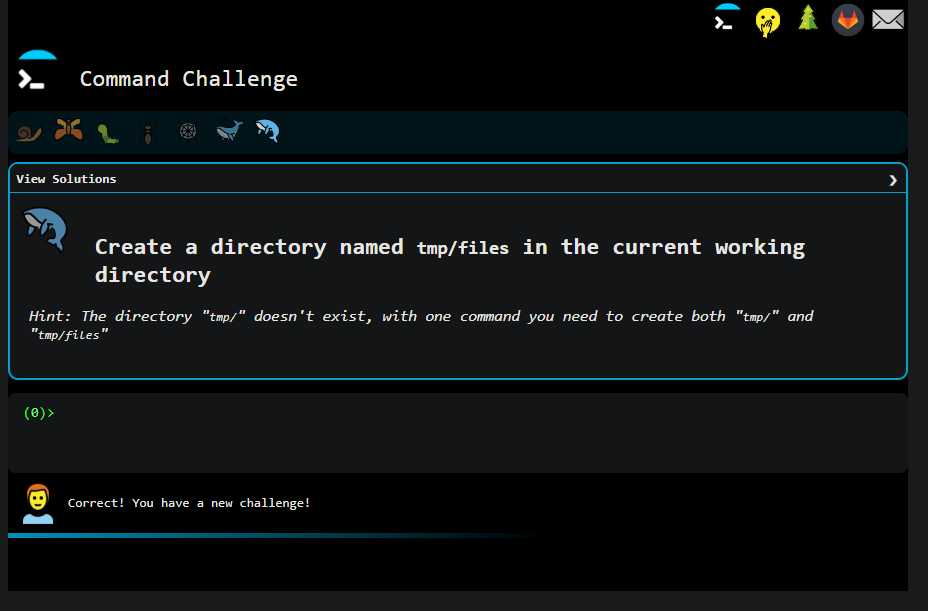 Command Challenge
View Solutions
Create a directory named tmp/files in the current working
directory
Hint: The directory "tmp/" doesn't exist, with one command you need to create both "tmp/" and
"tmp/files"
(0)>
Correct! You have a new challenge!